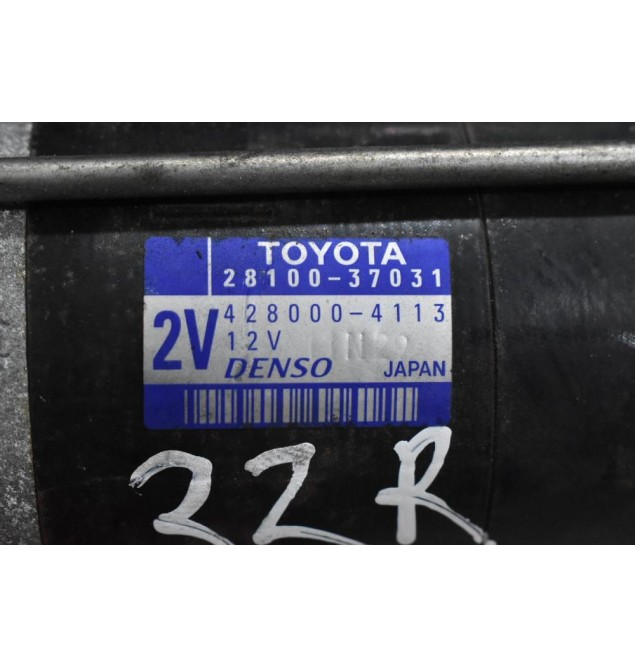 TOYOTA
28100-37031
2V
428000-4113
12V
DENSO JAPAN
3ZR